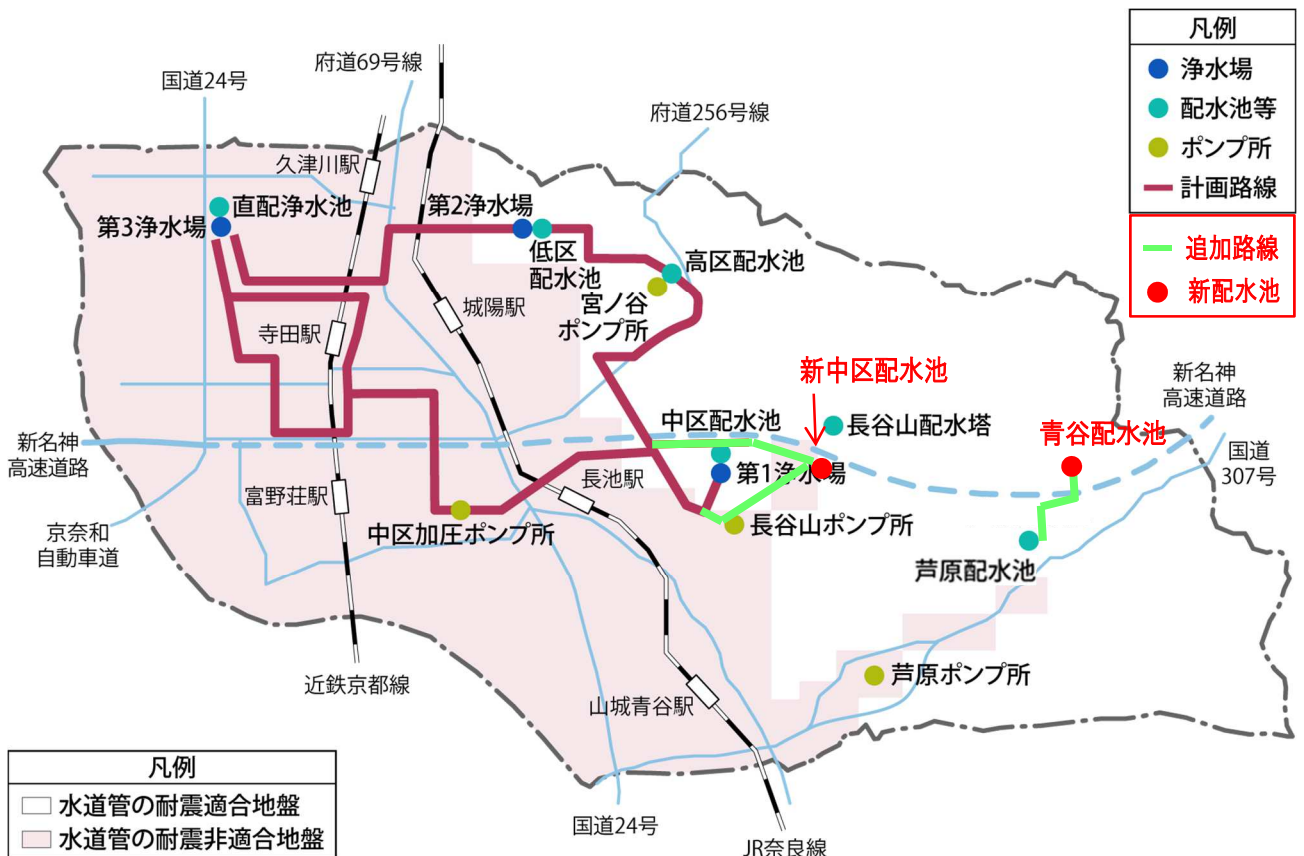 凡例
浄水場
配水池等
ポンプ所
計画路線
追加路線
新配水池
府道69号線
国道24号
府道256号線
久津川駅
直配浄水池
第3浄水場
第2浄水場
低区
配水池
高区配水池
宮ノ谷
ポンプ所
城陽駅
寺田駅
新中区配水池
新名神
高速道路
中区配水池
長谷山配水塔
青谷配水池
新名神
高速道路
国道
307号
第1浄水場
長池駅
富野荘駅
中区加圧ポンプ所
長谷山ポンプ所
京奈和
自動車道
芦原配水池
芦原ポンプ所
近鉄京都線
山城青谷駅
国道24号
JR奈良線
凡例
水道管の耐震適合地盤
水道管の耐震非適合地盤